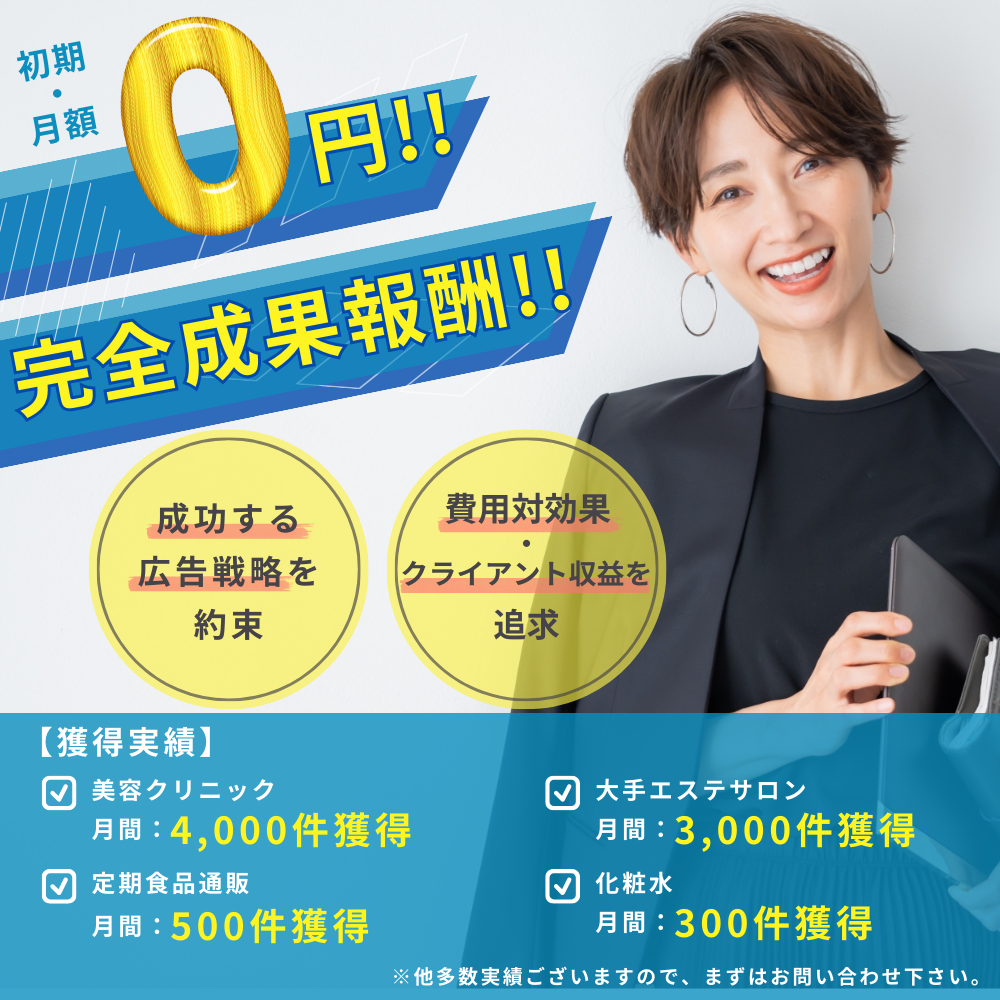 初期
・
月額
0円!!
完全成果報酬!!
成功する
広告戦略を
約束
費用対効果
・
クライアント収益を
追求
【獲得実績】
美容クリニック
月間：4,000件獲得
大手エステサロン
月間：3,000件獲得
定期食品通販
月間：500件獲得
化粧水
月間：300件獲得
※他多数実績ございますので、まずはお問い合わせ下さい。